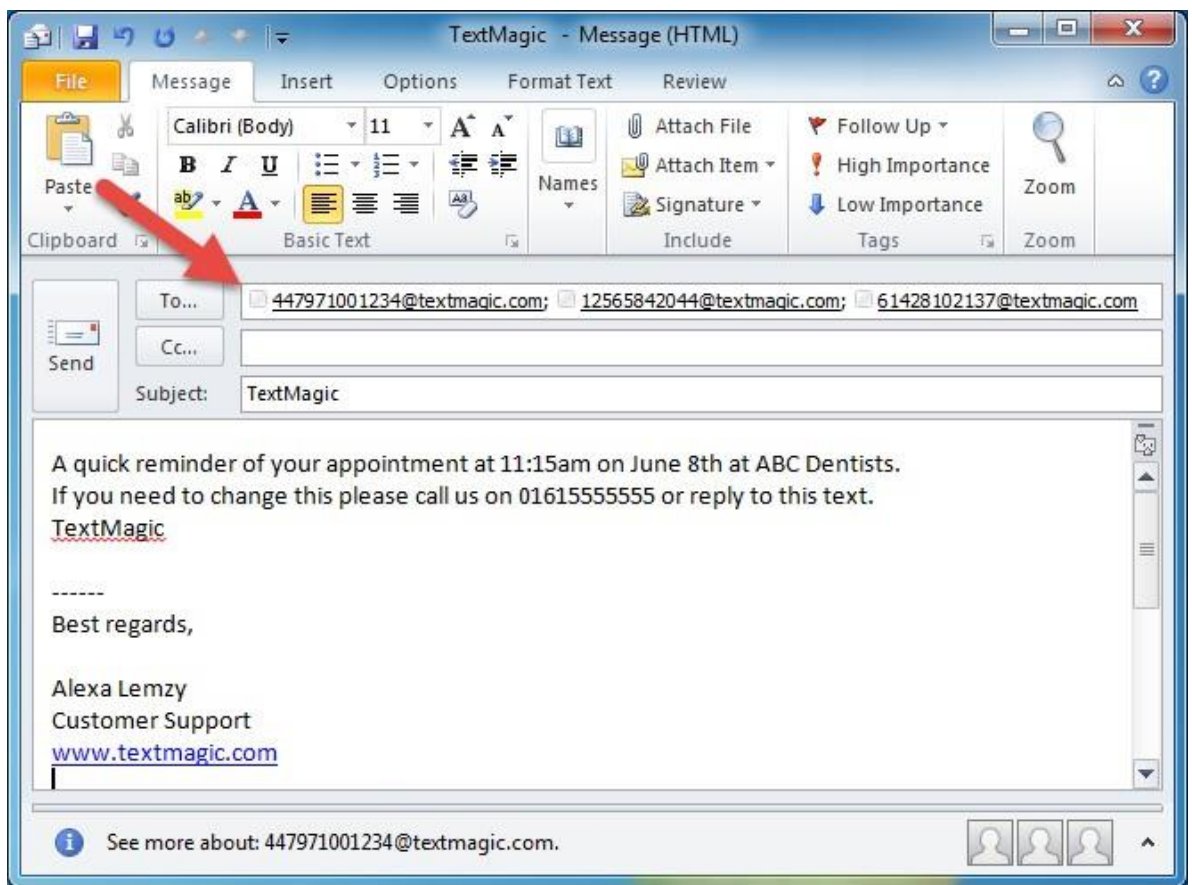 TextMagic - Message (HTML)
File Message Insert Options Format Text Review
Calibri (Body) 11 A A Attach File Follow Up
Paste B I U Names Attach Item High Importance Zoom
ab A Aa Signature Low Importance
Clipboard Basic Text Include Tags Zoom
To... 447971001234@textmagic.com; 12565842044@textmagic.com; 61428102137@textmagic.com
Send Cc...
Subject: TextMagic
A quick reminder of your appointment at 11:15am on June 8th at ABC Dentists.
If you need to change this please call us on 01615555555 or reply to this text.
TextMagic
------
Best regards,
Alexa Lemzy
Customer Support
www.textmagic.com
See more about: 447971001234@textmagic.com.